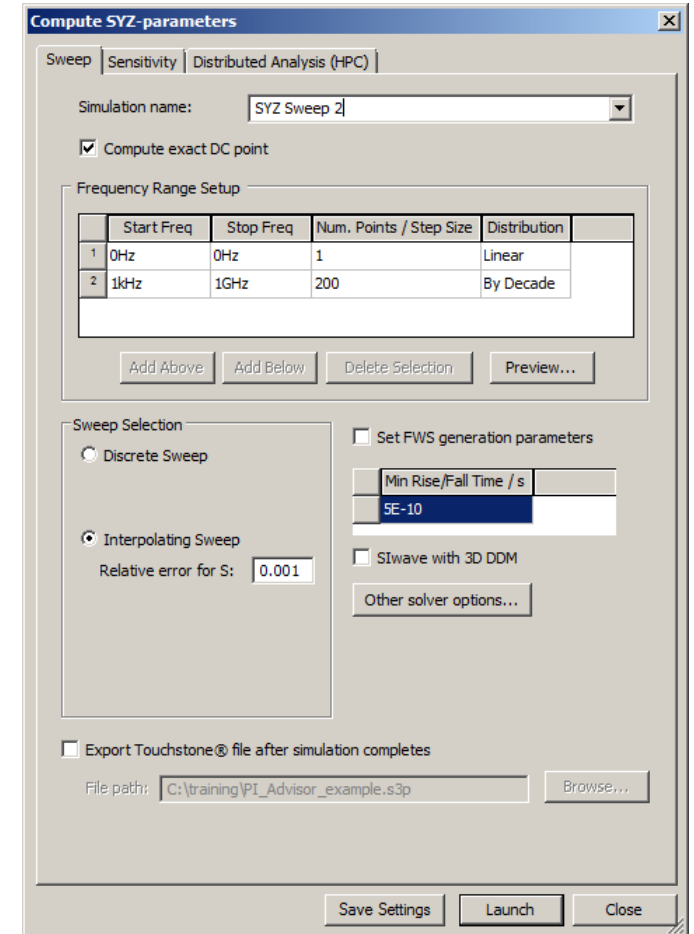 Compute SYZ-parameters
Sweep Sensitivity Distributed Analysis (HPC)
Simulation name: SYZ Sweep 2
Compute exact DC point
Frequency Range Setup
Start Freq Stop Freq Num. Points / Step Size Distribution
1 0Hz 0Hz 1 Linear
2 1kHz 1GHz 200 By Decade
Add Above Add Below Delete Selection Preview...
Sweep Selection
Discrete Sweep
Interpolating Sweep
Relative error for S: 0.001
Set FWS generation parameters
Min Rise/Fall Time / s
5E-10
SIwave with 3D DDM
Other solver options...
Export Touchstone® file after simulation completes
File path: C:\training\PI_Advisor_example.s3p Browse...
Save Settings Launch Close